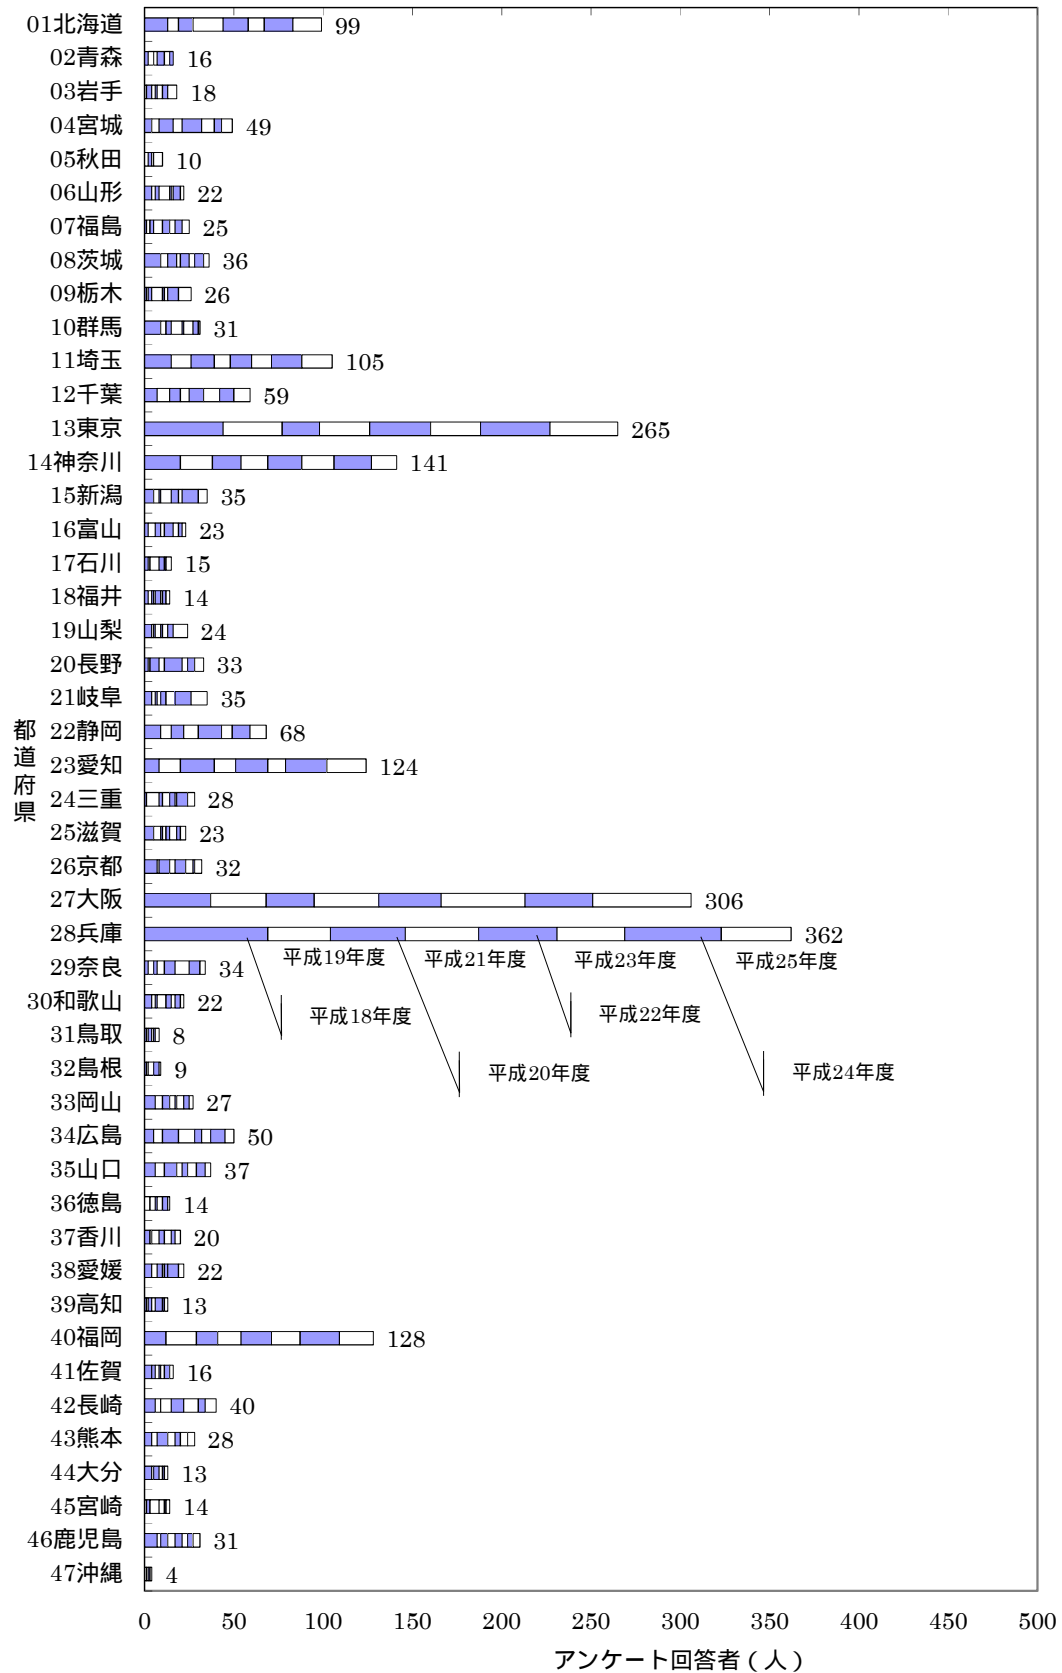 01北海道 99
02青森 16
03岩手 18
04宮城 49
05秋田 10
06山形 22
07福島 25
08茨城 36
09栃木 26
10群馬 31
11埼玉 105
12千葉 59
13東京 265
14神奈川 141
15新潟 35
16富山 23
17石川 15
18福井 14
19山梨 24
20長野 33
21岐阜 35
都道府県
22静岡 68
23愛知 124
24三重 28
25滋賀 23
26京都 32
27大阪 306
28兵庫 362
平成19年度 平成21年度 平成23年度 平成25年度
29奈良 34
30和歌山 22
平成18年度 平成22年度
31鳥取 8
32島根 9
平成20年度 平成24年度
33岡山 27
34広島 50
35山口 37
36徳島 14
37香川 20
38愛媛 22
39高知 13
40福岡 128
41佐賀 16
42長崎 40
43熊本 28
44大分 13
45宮崎 14
46鹿児島 31
47沖縄 4
0 50 100 150 200 250 300 350 400 450 500
アンケート回答者（人）